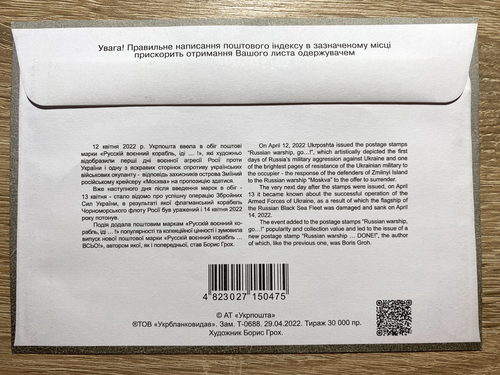 Увага! Правильне написання поштового індексу в зазначеному місці
прискорить отримання Вашого листа одержувачем
12 квітня 2022 р. Укрпошта ввела в обіг поштові
марки «Русскій воєнний корабль, іді ... !», які художньо
відобразили перші дні воєнної агресії Росії проти
України і одну з яскравих сторінок спротиву українських
військових окупанту - відповідь захисників острова Зміїний
російському крейсеру «Москва» на пропозицію здатися.
Вже наступного дня після введення марок в обіг -
13 квітня - стало відомо про успішну операцію Збройних
Сил України, в результаті якої флагманський корабель
Чорноморського флоту Росії був уражений і 14 квітня 2022
року потонув.
Подія додала поштовим маркам «Русскій воєнний ко-
рабль, іді ... !» популярності та колекційної цінності і зумовила
випуск нової поштової марки «Русскій воєнний корабль ...
ВСЬО!», автором якої, як і попередньої, став Борис Грох.
On April 12, 2022 Ukrposhta issued the postage stamps
"Russian warship, go...!", which artistically depicted the first
days of Russia's military aggression against Ukraine and one
of the brightest pages of resistance of the Ukrainian military to
the occupier - the response of the defenders of Zmiinyi Island
to the Russian warship "Moskva" to the offer to surrender.
The very next day after the stamps were issued, on April
13 it became known about the successful operation of the
Armed Forces of Ukraine, as a result of which the flagship of
the Russian Black Sea Fleet was damaged and sank on April
14, 2022.
The event added to the postage stamps "Russian warship,
go...!" popularity and collection value and led to the issue of
a new postage stamp "Russian warship ... DONE!", the author
of which, like the previous one, was Boris Groh.
4 823027 150475
© АТ «Укрпошта»
®ТОВ «Укрбланковидав». Зам. Т-0688. 29.04.2022. Тираж 30 000 пр.
Художник Борис Грох.